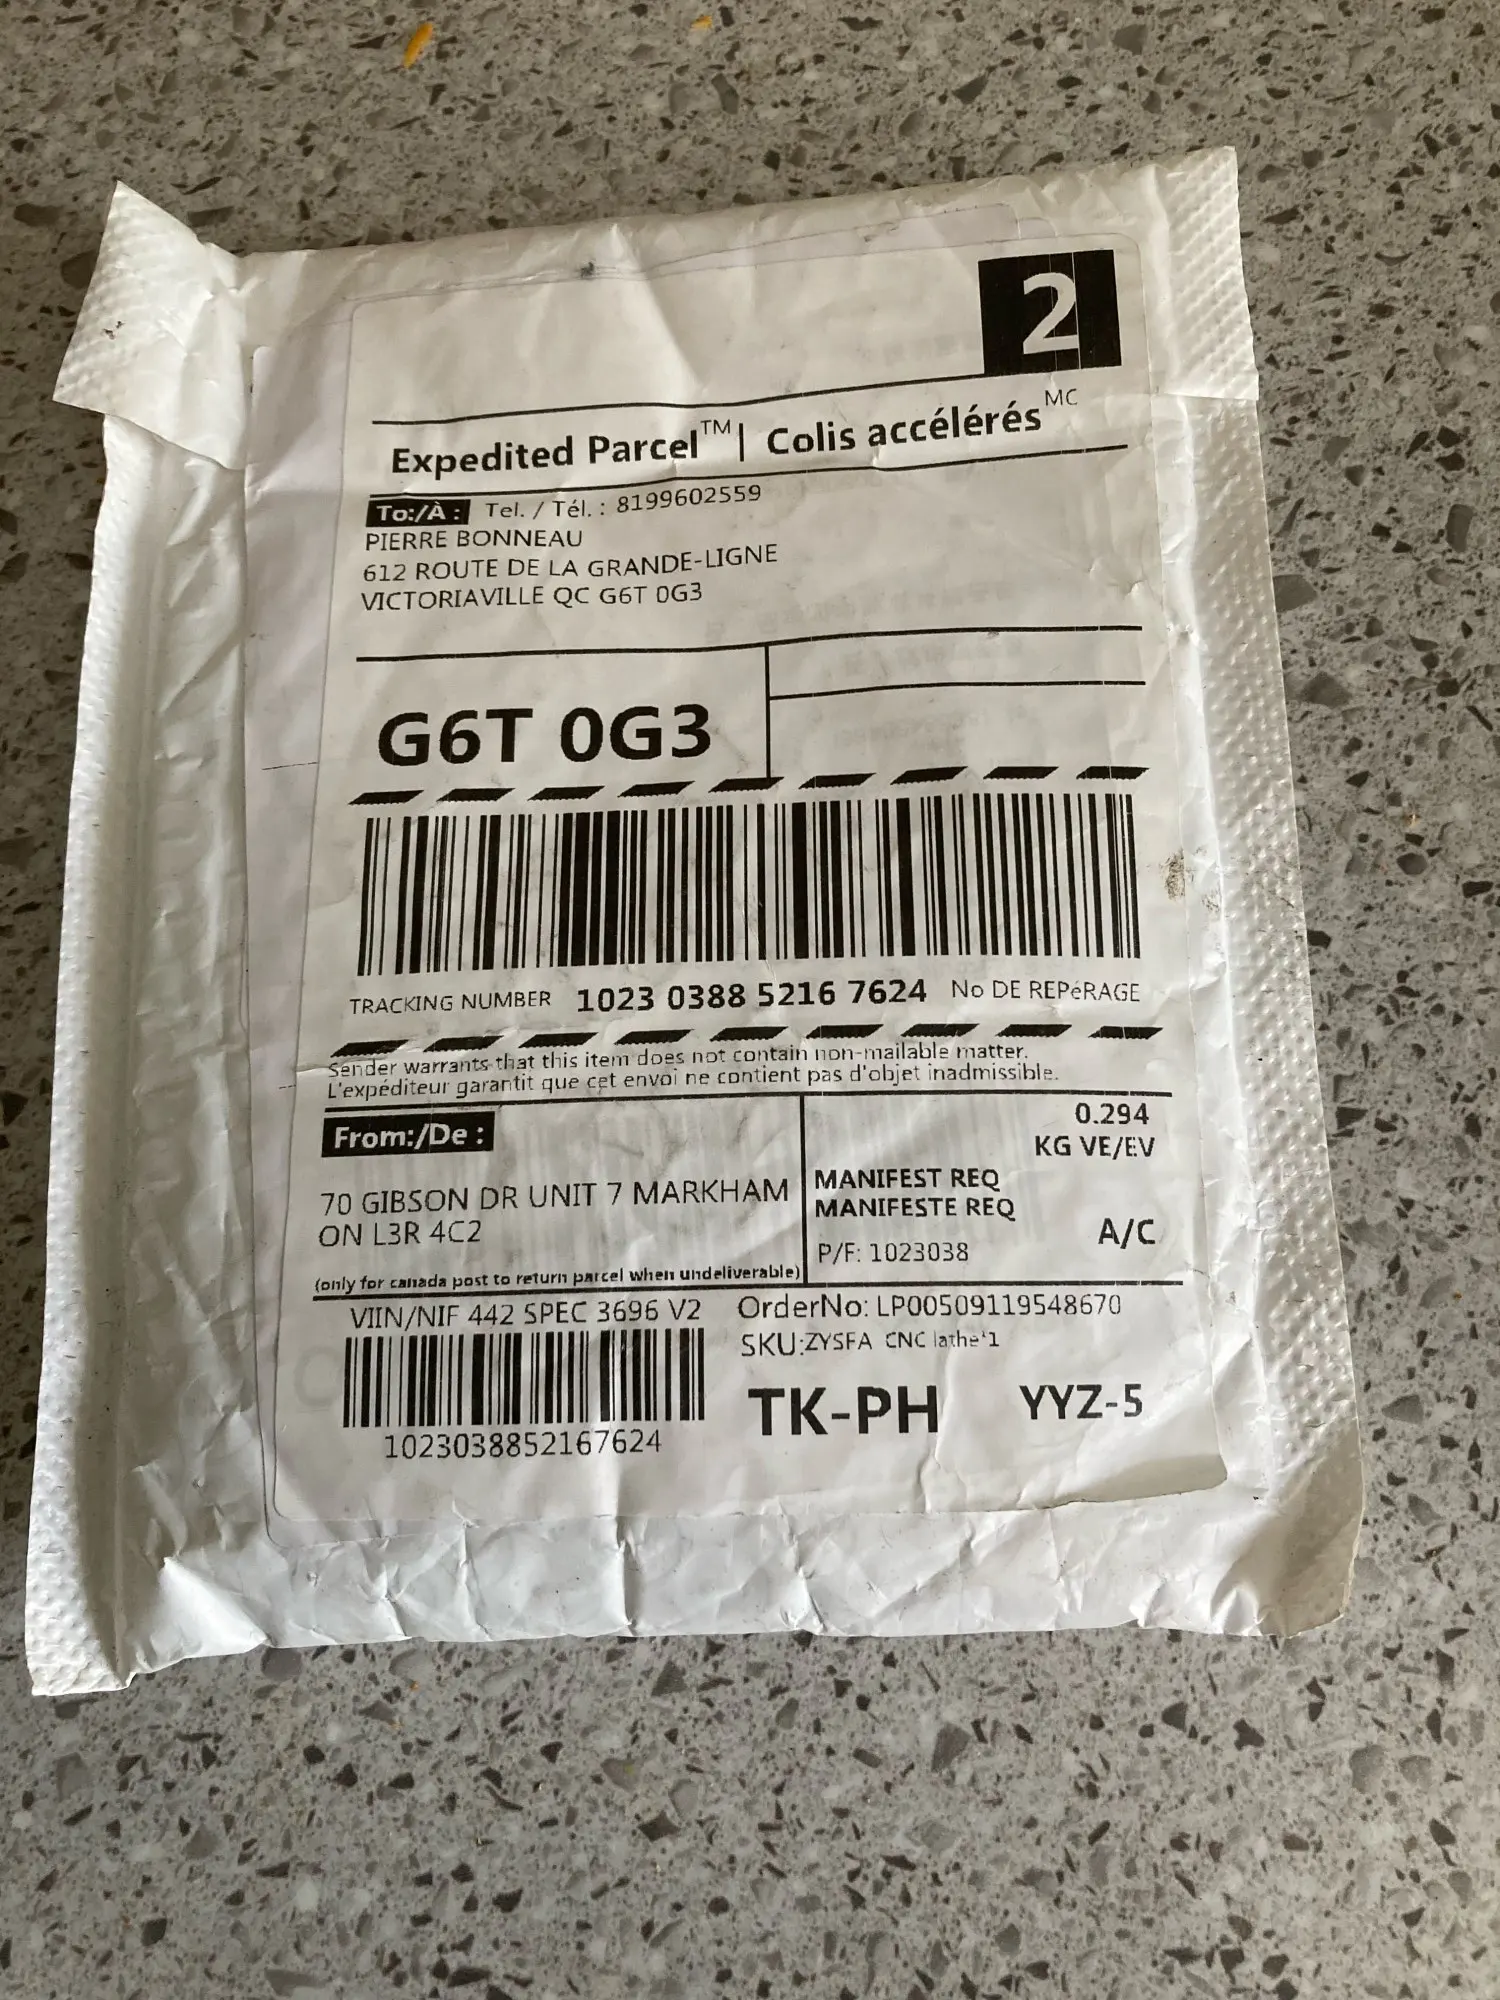 2
Expedited Parcel™ | Colis accélérés MC
To:/À : Tel. / Tél. : 8199602559
PIERRE BONNEAU
612 ROUTE DE LA GRANDE-LIGNE
VICTORIAVILLE QC G6T 0G3
G6T 0G3
TRACKING NUMBER 1023 0388 5216 7624 No DE REPéRAGE
Sender warrants that this item does not contain non-mailable matter.
L'expéditeur garantit que cet envoi ne contient pas d'objet inadmissible.
From:/De :
70 GIBSON DR UNIT 7 MARKHAM
ON L3R 4C2
(only for canada post to return parcel when undeliverable)
0.294
KG VE/EV
MANIFEST REQ
MANIFESTE REQ
A/C
P/F: 1023038
VIIN/NIF 442 SPEC 3696 V2
1023038852167624
OrderNo: LP00509119548670
SKU:ZYSFA CNC lathe*1
TK-PH YYZ-5